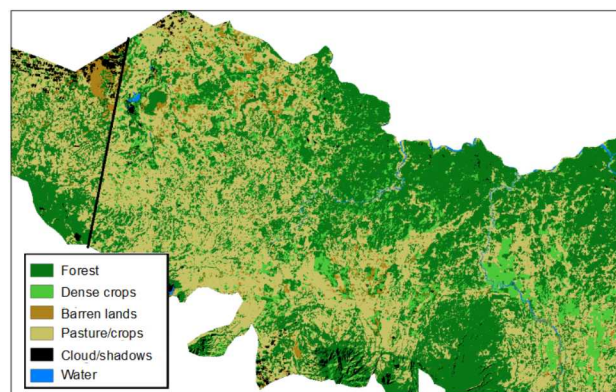 Forest
Dense crops
Barren lands
Pasture/crops
Cloud/shadows
Water